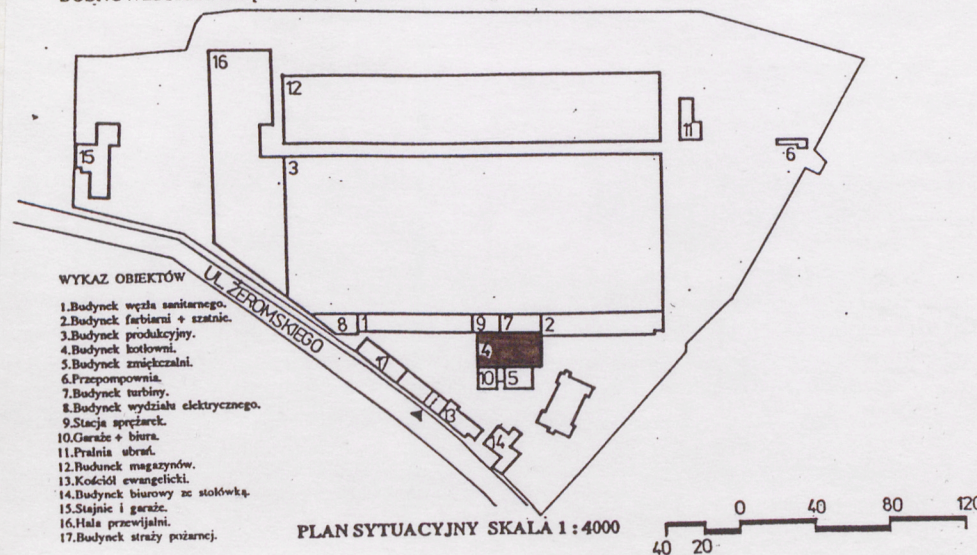 16
12
11
15
6
3
WYKAZ OBIEKTÓW
1.Budynek węzła sanitarnego.
2.Budynek farbiarni + szatnie.
3.Budynek produkcyjny.
4.Budynek kotłowni.
5.Budynek zmiękczalni.
6.Przepompownia.
7.Budynek turbiny.
8.Budynek wydziału elektrycznego.
9.Stacja sprężarek.
10.Garaże + biura.
11.Pralnia ubrań.
12.Budunek magazynów.
13.Kościół ewangelicki.
14.Budynek biurowy ze stołówką.
15.Stajnie i garaże.
16.Hala przewijalni.
17.Budynek straży pożarnej.
UL. ŻEROMSKIEGO
8 1 9 7 2
4
10 5
13
14
PLAN SYTUACYJNY SKALA 1 : 4000
0 40 80 120
40 20